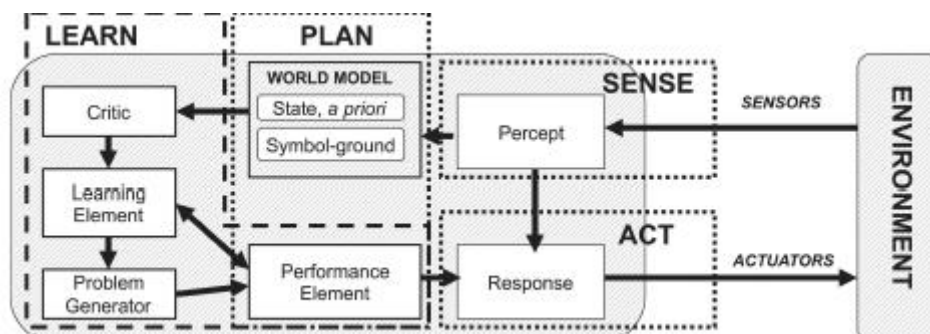 LEARN
PLAN
WORLD MODEL
State, a priori
Symbol-ground
SENSE
Percept
SENSORS
ENVIRONMENT
Critic
Learning
Element
Problem
Generator
Performance
Element
ACT
Response
ACTUATORS